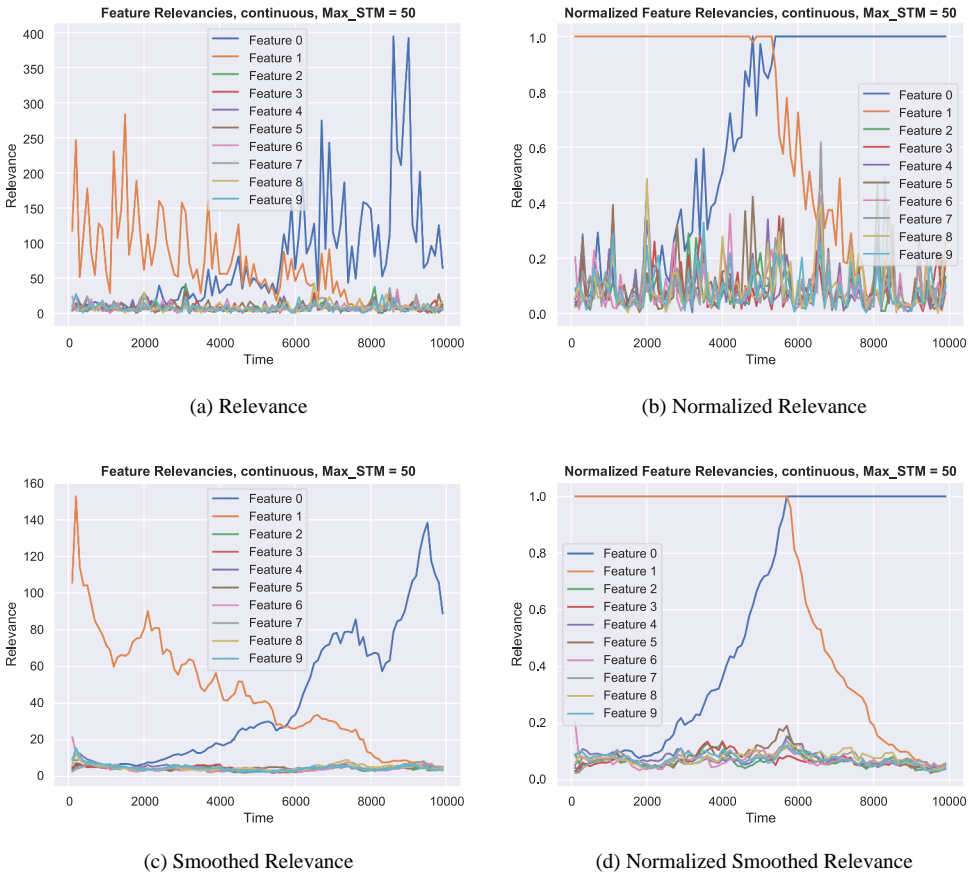 Feature Relevancies, continuous, Max_STM = 50
400
350
300
250
200
150
100
50
0
Relevance
0 2000 4000 6000 8000 10000
Time
Feature 0
Feature 1
Feature 2
Feature 3
Feature 4
Feature 5
Feature 6
Feature 7
Feature 8
Feature 9
(a) Relevance
Normalized Feature Relevancies, continuous, Max_STM = 50
1.0
0.8
0.6
0.4
0.2
0.0
Relevance
0 2000 4000 6000 8000 10000
Time
Feature 0
Feature 1
Feature 2
Feature 3
Feature 4
Feature 5
Feature 6
Feature 7
Feature 8
Feature 9
(b) Normalized Relevance
Feature Relevancies, continuous, Max_STM = 50
160
140
120
100
80
60
40
20
0
Relevance
0 2000 4000 6000 8000 10000
Time
Feature 0
Feature 1
Feature 2
Feature 3
Feature 4
Feature 5
Feature 6
Feature 7
Feature 8
Feature 9
(c) Smoothed Relevance
Normalized Feature Relevancies, continuous, Max_STM = 50
1.0
0.8
0.6
0.4
0.2
0.0
Relevance
0 2000 4000 6000 8000 10000
Time
Feature 0
Feature 1
Feature 2
Feature 3
Feature 4
Feature 5
Feature 6
Feature 7
Feature 8
Feature 9
(d) Normalized Smoothed Relevance